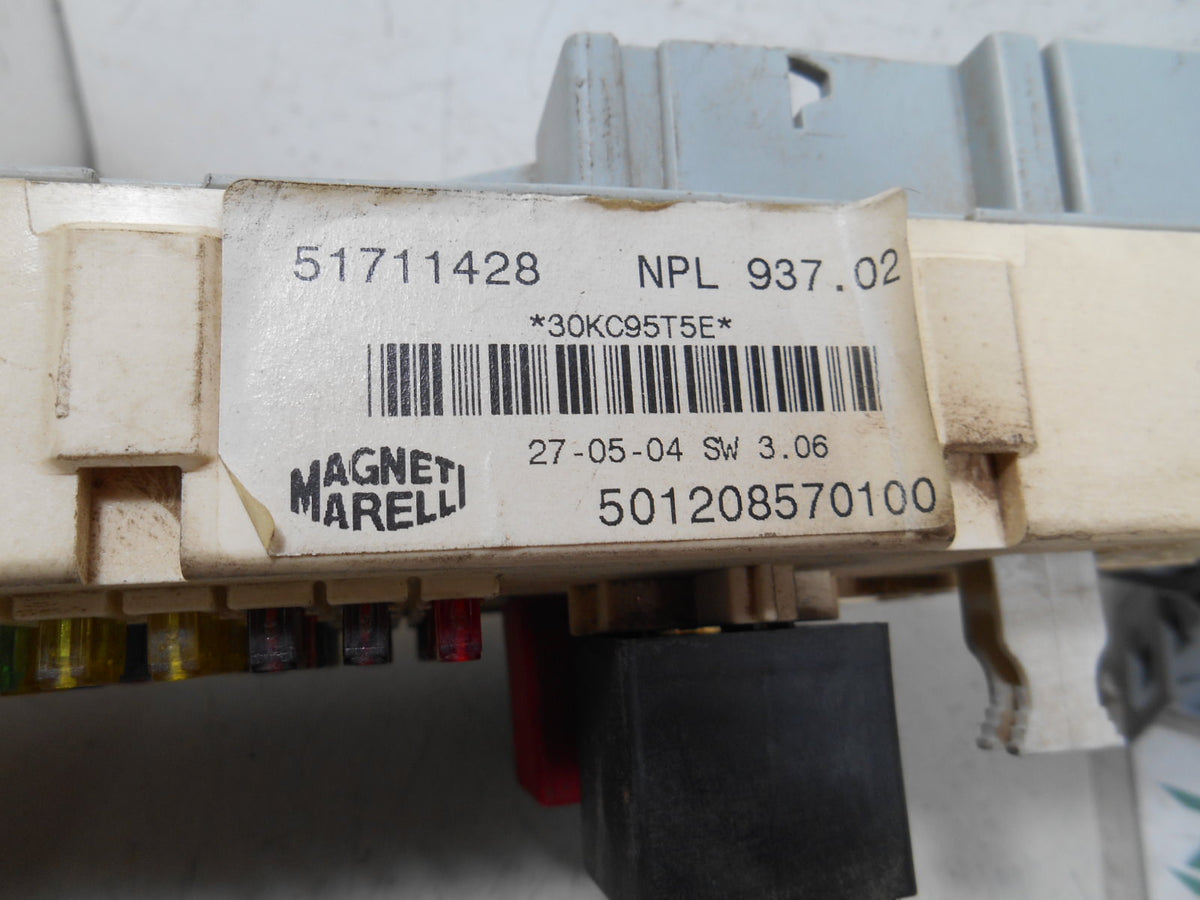 51711428 NPL 937.02
*30KC95T5E*
27-05-04 SW 3.06
MAGNETI
MARELLI
501208570100